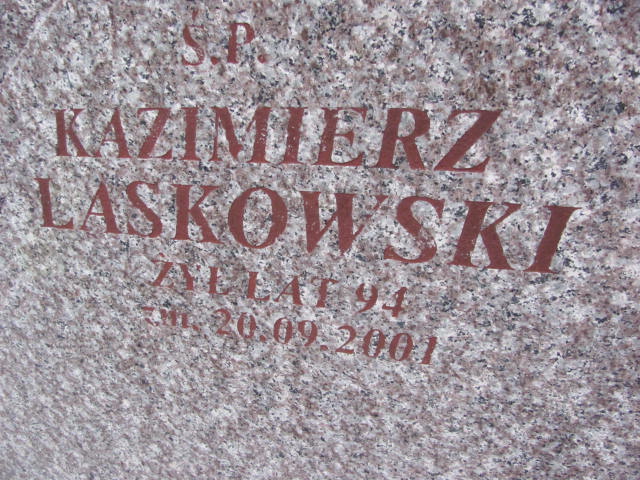 Ś.P.
KAZIMIERZ
LASKOWSKI
ŻYŁ LAT 94
zm. 20.09.2001